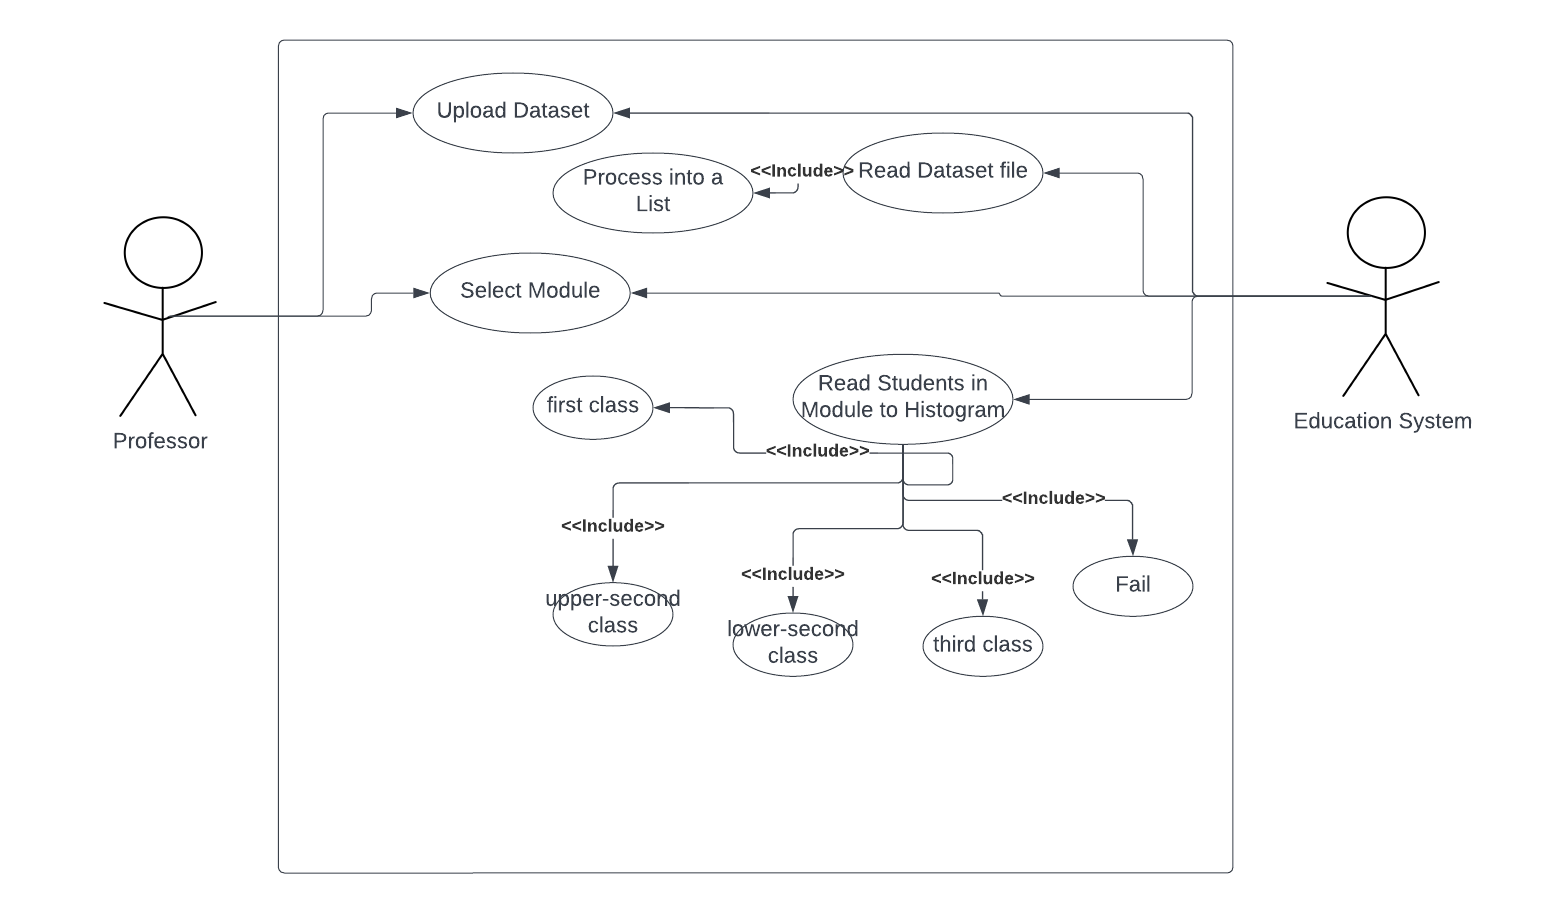 Upload Dataset
Process into a
List
<<Include>>
Read Dataset file
Select Module
Professor
Education System
Read Students in
Module to Histogram
first class
<<Include>>
<<Include>>
<<Include>>
upper-second
class
<<Include>>
lower-second
class
<<Include>>
third class
Fail